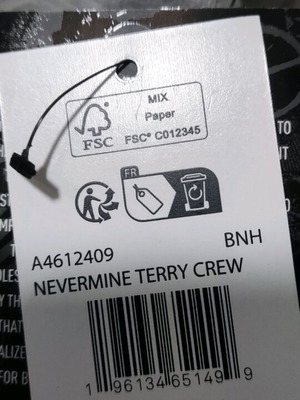 MIX
Paper
FSC
FSC® C012345
FR
A4612409
BNH
NEVERMINE TERRY CREW
1 96134 65149 9